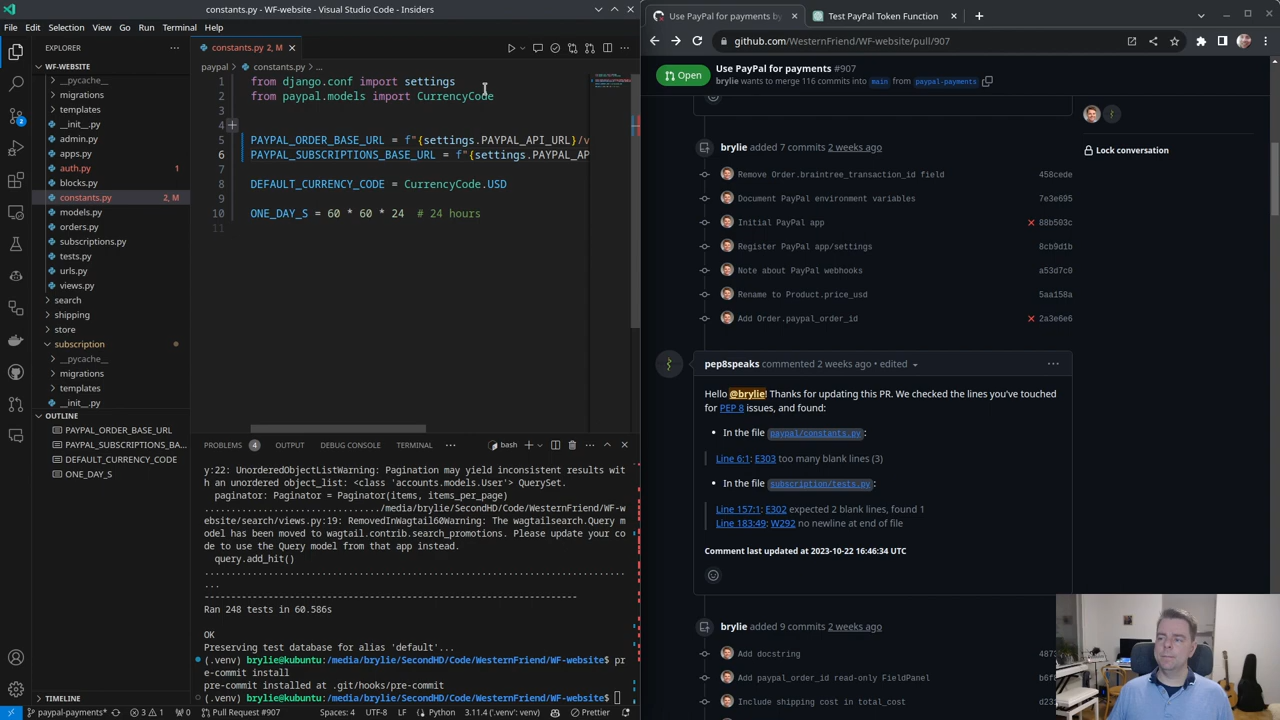 constants.py - WF-website - Visual Studio Code - Insiders
File Edit Selection View Go Run Terminal Help
EXPLORER
WF-WEBSITE
__pycache__
migrations
templates
__init__.py
admin.py
apps.py
auth.py 1
blocks.py
constants.py 2, M
models.py
orders.py
subscriptions.py
tests.py
urls.py
views.py
search
shipping
store
subscription
__pycache__
migrations
templates
__init__.py
OUTLINE
PAYPAL_ORDER_BASE_URL
PAYPAL_SUBSCRIPTIONS_BA...
DEFAULT_CURRENCY_CODE
ONE_DAY_S
TIMELINE
constants.py 2, M
paypal > constants.py > ...
1 from django.conf import settings
2 from paypal.models import CurrencyCode
3
4
5 PAYPAL_ORDER_BASE_URL = f"{settings.PAYPAL_API_URL}/v
6 PAYPAL_SUBSCRIPTIONS_BASE_URL = f"{settings.PAYPAL_AP
7
8 DEFAULT_CURRENCY_CODE = CurrencyCode.USD
9
10 ONE_DAY_S = 60 * 60 * 24 # 24 hours
11
PROBLEMS 4 OUTPUT DEBUG CONSOLE TERMINAL ... bash
y:22: UnorderedObjectListWarning: Pagination may yield inconsistent results wit
h an unordered object_list: <class 'accounts.models.User'> QuerySet.
paginator: Paginator = Paginator(items, items_per_page)
................................/media/brylie/SecondHD/Code/WesternFriend/WF-w
ebsite/search/views.py:19: RemovedInWagtail60Warning: The wagtailsearch.Query m
odel has been moved to wagtail.contrib.search_promotions. Please update your co
de to use the Query model from that app instead.
query.add_hit()
...............................................................................
...
----------------------------------------------------------------------
Ran 248 tests in 60.586s
OK
Preserving test database for alias 'default'...
(.venv) brylie@kubuntu:/media/brylie/SecondHD/Code/WesternFriend/WF-website$ pr
e-commit install
pre-commit installed at .git/hooks/pre-commit
(.venv) brylie@kubuntu:/media/brylie/SecondHD/Code/WesternFriend/WF-website$
paypal-payments* 3 1 0 Pull Request #907 Spaces: 4 UTF-8 LF Python 3.11.4 ('.venv': venv) Prettier
Use PayPal for payments by
Test PayPal Token Function
github.com/WesternFriend/WF-website/pull/907
Open
Use PayPal for payments #907
brylie wants to merge 116 commits into main from paypal-payments
Lock conversation
brylie added 7 commits 2 weeks ago
Remove Order.braintree_transaction_id field 458cede
Document PayPal environment variables 7e3e695
Initial PayPal app 88b503c
Register PayPal app/settings 8cb9d1b
Note about PayPal webhooks a53d7c0
Rename to Product.price_usd 5aa158a
Add Order.paypal_order_id 2a3e6e6
pep8speaks commented 2 weeks ago • edited
Hello @brylie! Thanks for updating this PR. We checked the lines you've touched
for PEP 8 issues, and found:
• In the file paypal/constants.py:
Line 6:1: E303 too many blank lines (3)
• In the file subscription/tests.py:
Line 157:1: E302 expected 2 blank lines, found 1
Line 183:49: W292 no newline at end of file
Comment last updated at 2023-10-22 16:46:34 UTC
brylie added 9 commits 2 weeks ago
Add docstring
Add paypal_order_id read-only FieldPanel
Include shipping cost in total_cost